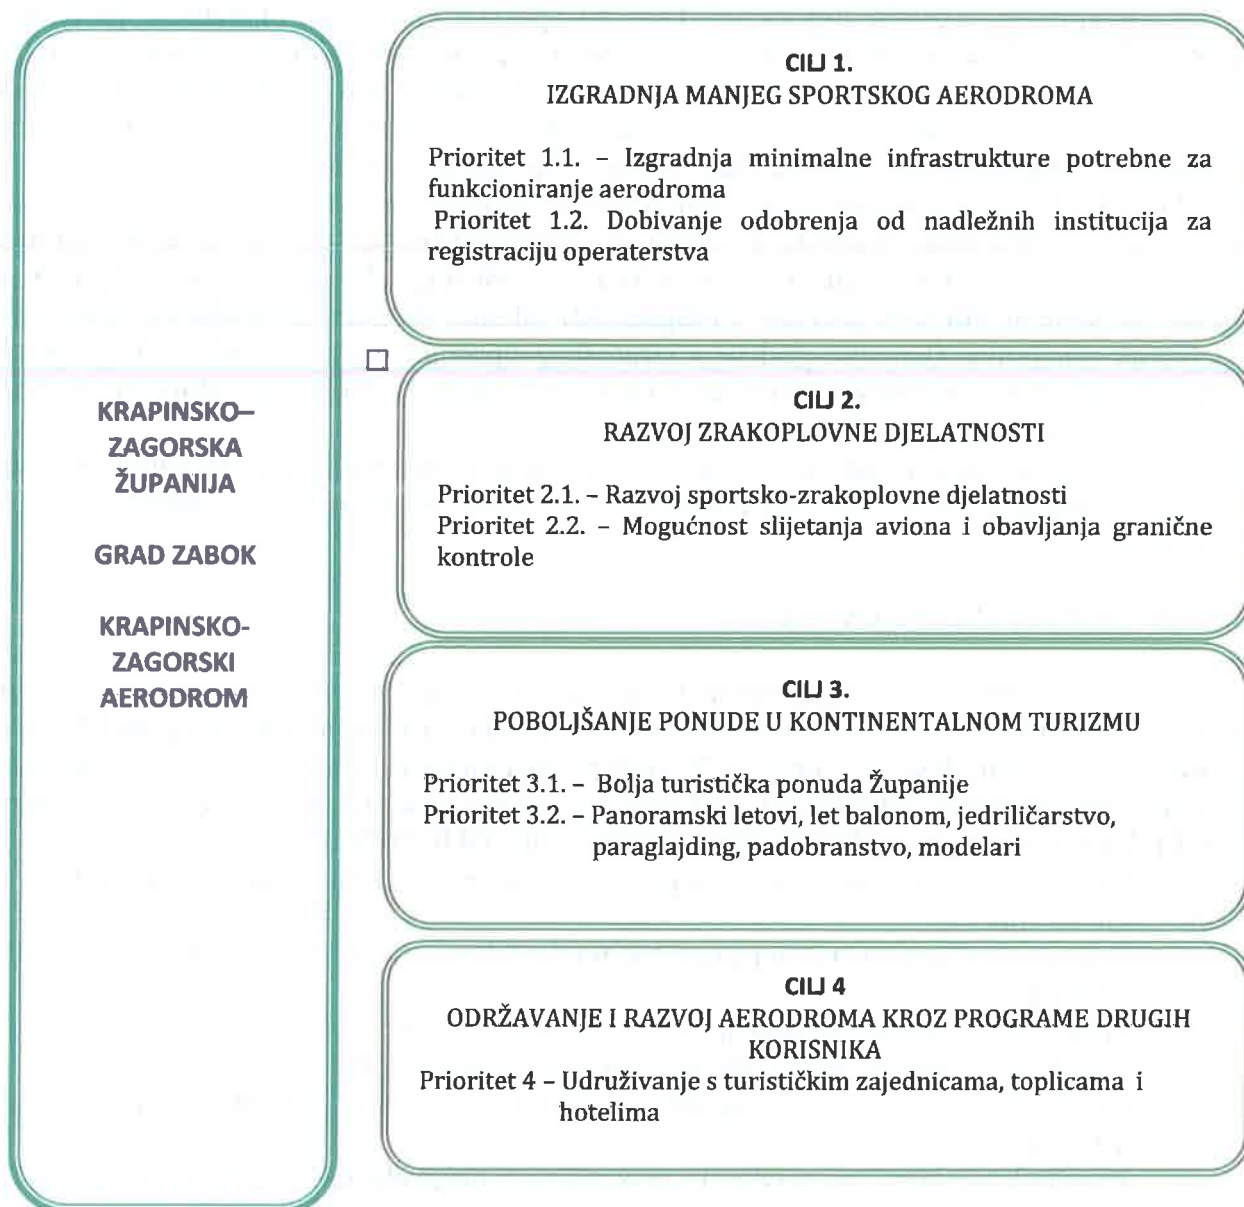 KRAPINSKO–
ZAGORSKA
ŽUPANIJA
GRAD ZABOK
KRAPINSKO-
ZAGORSKI
AERODROM
CILJ 1.
IZGRADNJA MANJEG SPORTSKOG AERODROMA
Prioritet 1.1. – Izgradnja minimalne infrastrukture potrebne za
funkcioniranje aerodroma
Prioritet 1.2. Dobivanje odobrenja od nadležnih institucija za
registraciju operaterstva
CILJ 2.
RAZVOJ ZRAKOPLOVNE DJELATNOSTI
Prioritet 2.1. – Razvoj sportsko-zrakoplovne djelatnosti
Prioritet 2.2. – Mogućnost slijetanja aviona i obavljanja granične
kontrole
CILJ 3.
POBOLJŠANJE PONUDE U KONTINENTALNOM TURIZMU
Prioritet 3.1. – Bolja turistička ponuda Županije
Prioritet 3.2. – Panoramski letovi, let balonom, jedriličarstvo,
paraglajding, padobranstvo, modelari
CILJ 4
ODRŽAVANJE I RAZVOJ AERODROMA KROZ PROGRAME DRUGIH
KORISNIKA
Prioritet 4 – Udruživanje s turističkim zajednicama, toplicama i
hotelima